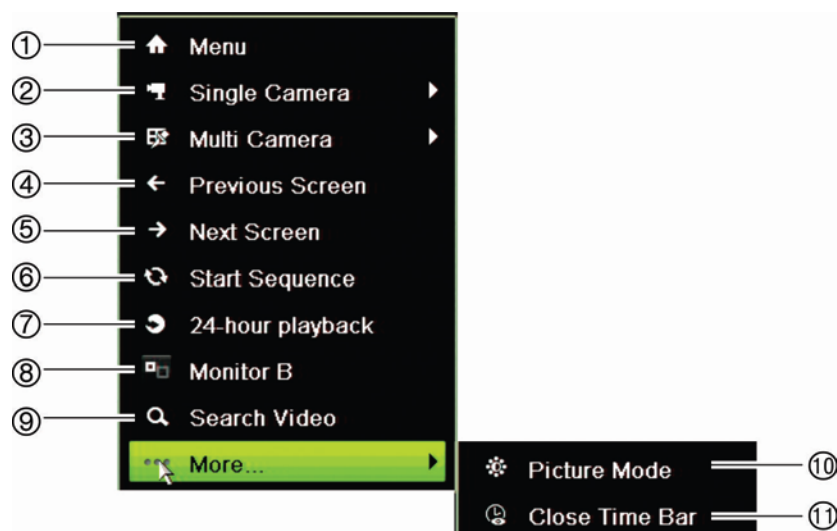 ① Menu
② Single Camera
③ Multi Camera
④ Previous Screen
⑤ Next Screen
⑥ Start Sequence
⑦ 24-hour playback
⑧ Monitor B
⑨ Search Video
More...
Picture Mode ⑩
Close Time Bar ⑪